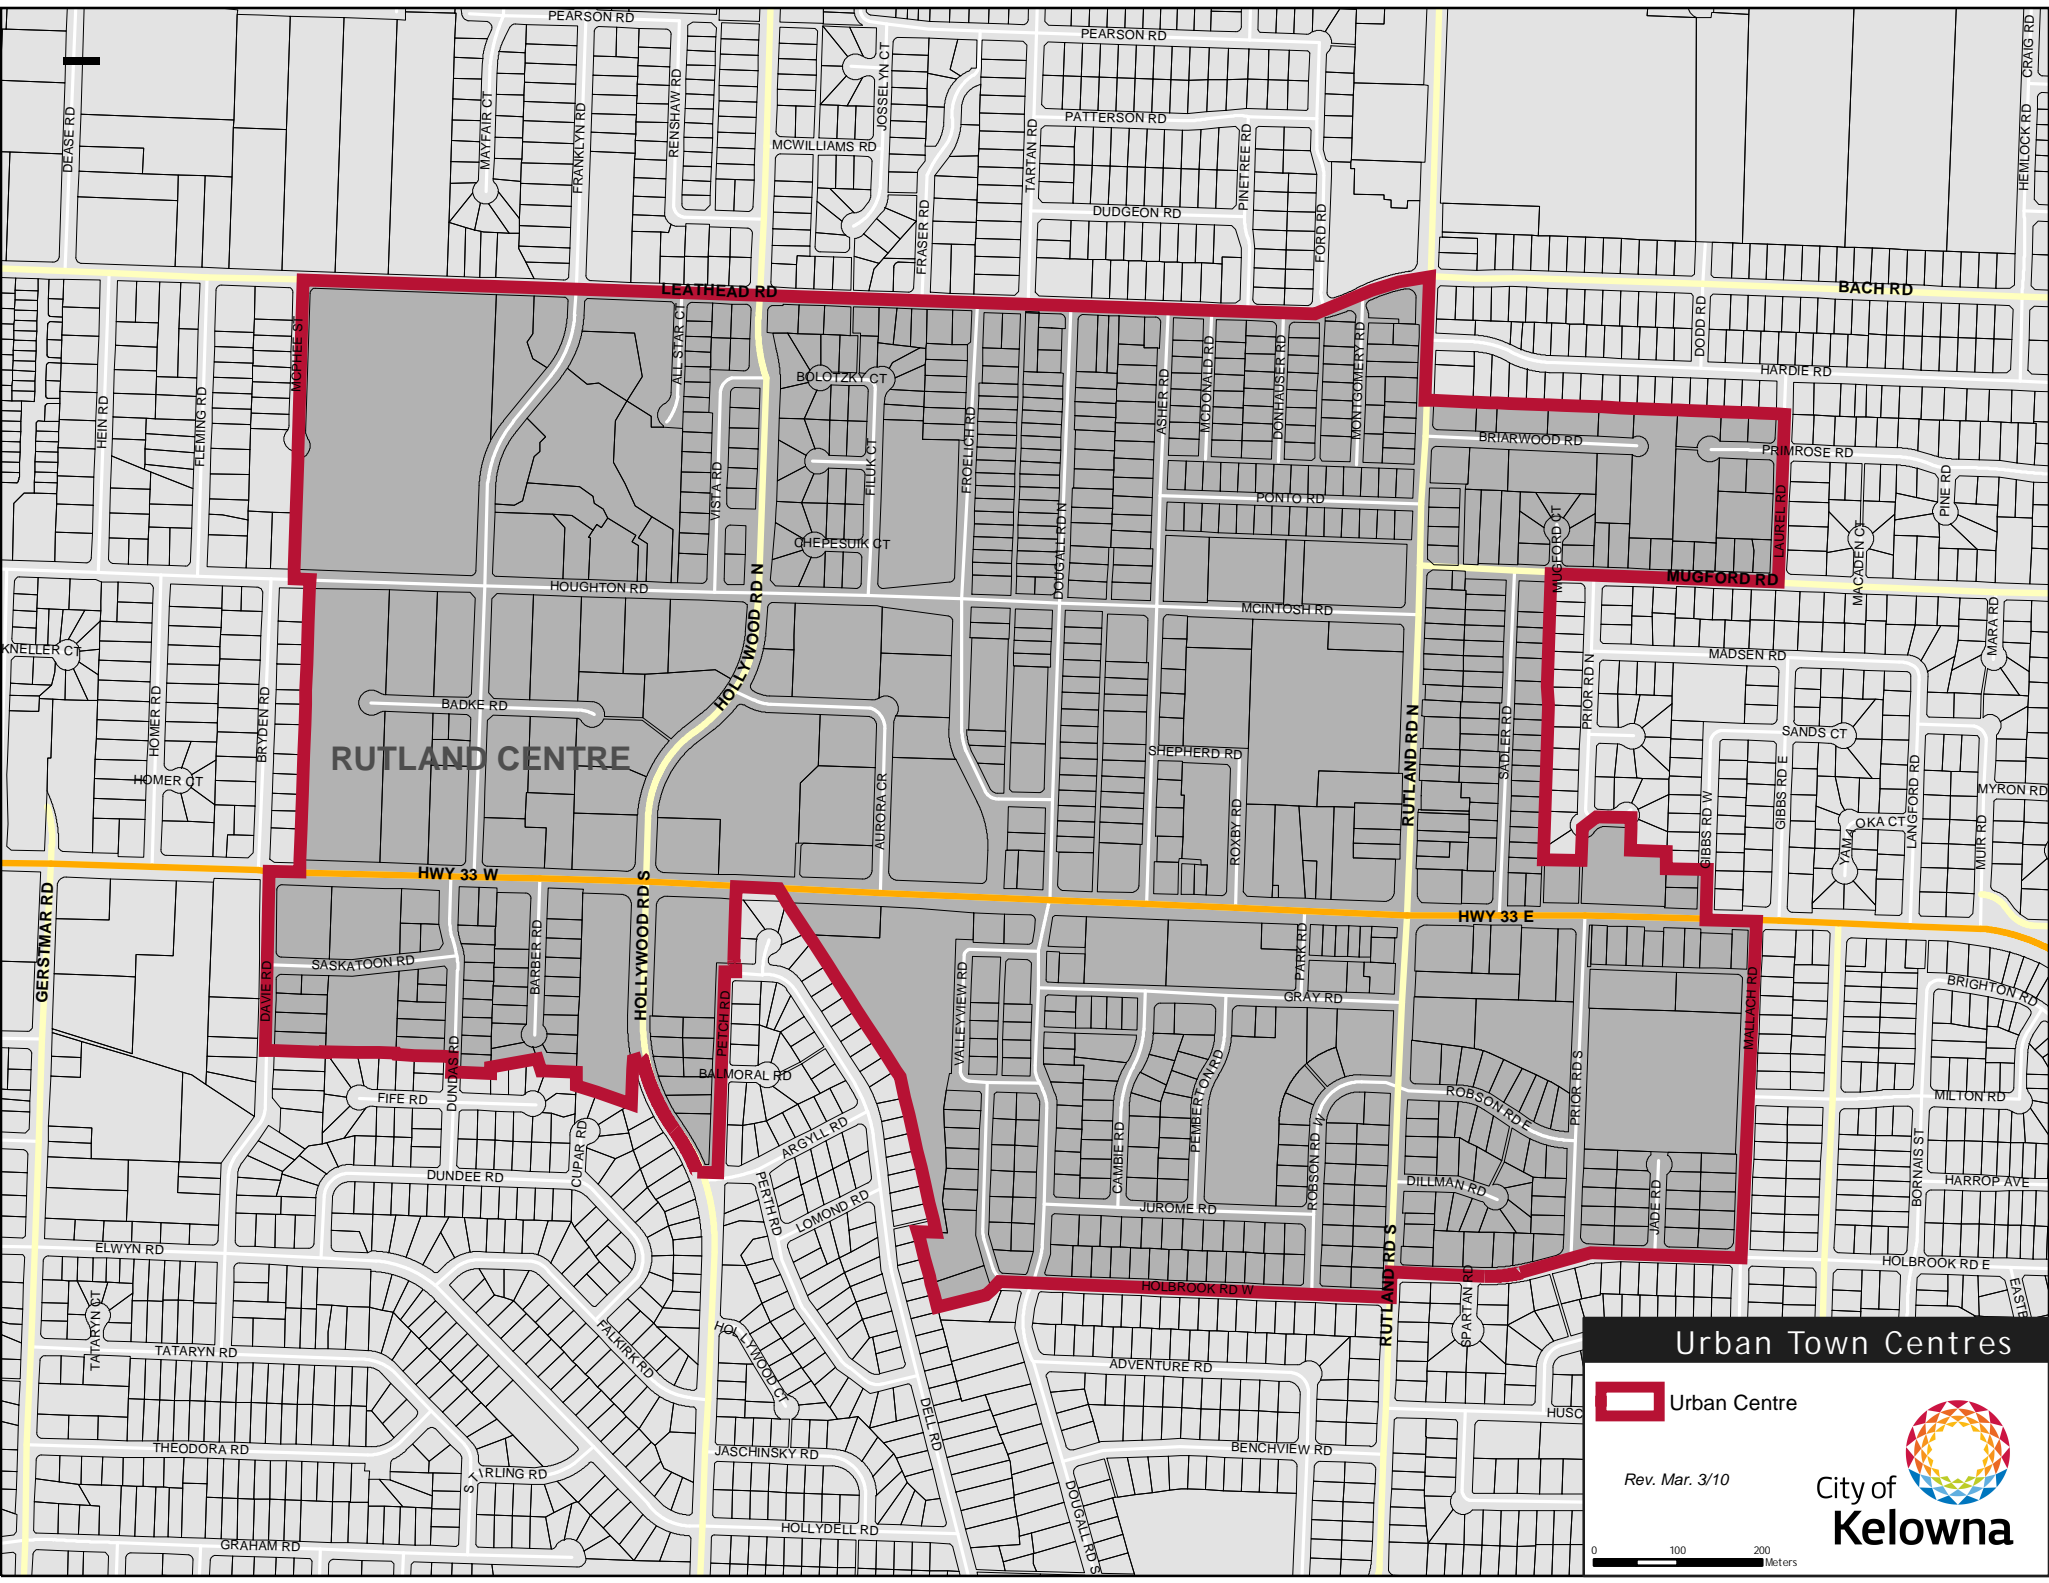 PEARSON RD
PEARSON RD
CRAIG RD
DEASE RD
MAYFAIR CT
FRANKLYN RD
RENSHAW RD
JOSSELYN CT
MCWILLIAMS RD
TARTAN RD
PATTERSON RD
PINETREE RD
HEMLOCK RD
FRASER RD
DUDGEON RD
FORD RD
LEATHEAD RD
BACH RD
MCPHEE ST
ALL STAR CT
DODD RD
HARDIE RD
HEIN RD
FLEMING RD
BOLOTZKY CT
FROELICH RD
ASHER RD
MCDONALD RD
DONHAUSER RD
MONTGOMERY RD
BRIARWOOD RD
PRIMROSE RD
VISTA RD
FILUK CT
PONTO RD
PINE RD
LAUREL RD
CHEPESUIK CT
DOUGALL RD N
MUGFORD CT
MACADEN CT
MUGFORD RD
HOUGHTON RD
HOLLYWOOD RD N
MCINTOSH RD
KNELLER CT
HOMER RD
BRYDEN RD
BADKE RD
HOLLYWOOD RD N
PRIOR RD N
MADSEN RD
MARA RD
RUTLAND CENTRE
SHEPHERD RD
RUTLAND RD N
SADLER RD
SANDS CT
HOMER CT
AURORA CR
ROXBY RD
GIBBS RD W
GIBBS RD E
LANGFORD RD
MYRON RD
YAMA
OKA CT
MUIR RD
HWY 33 W
HWY 33 E
GERSTMAR RD
HOLLYWOOD RD S
BARBER RD
SASKATOON RD
DAVIE RD
PETCH RD
VALLEYVIEW RD
PARK RD
GRAY RD
MALLACH RD
BRIGHTON RD
DUNDAS RD
BALMORAL RD
FIFE RD
PEMBERTON RD
ROBSON RD E
PRIOR RD S
MILTON RD
CUPAR RD
ARGYLL RD
CAMBIE RD
ROBSON RD W
BORNAIS ST
DUNDEE RD
PERTH RD
LOMOND RD
JUROME RD
DILLMAN RD
JADE RD
HARROP AVE
ELWYN RD
HOLBROOK RD W
RUTLAND RD S
SPARTAN RD
HOLBROOK RD E
EASTE
TATARYN CT
TATARYN RD
FALKIRK RD
HOLLYWOOD CT
ADVENTURE RD
DELL RD
HUSC
THEODORA RD
STARLING RD
JASCHINSKY RD
BENCHVIEW RD
DOUGALL RD S
HOLLYDELL RD
GRAHAM RD
Urban Town Centres
Urban Centre
Rev. Mar. 3/10
City of
Kelowna
0 100 200
Meters